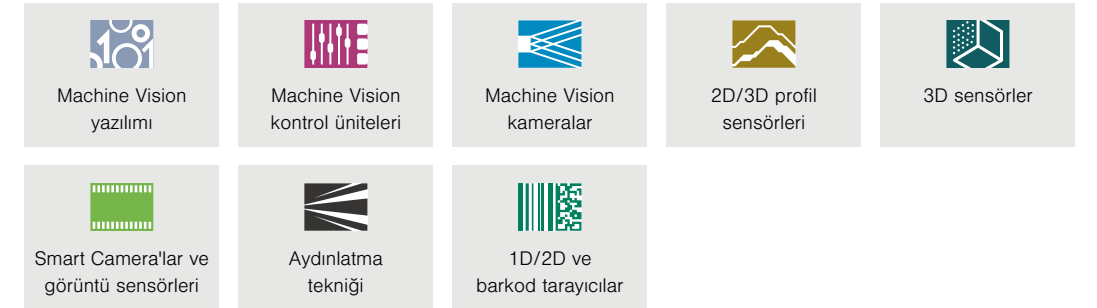 Machine Vision
yazılımı
Machine Vision
kontrol üniteleri
Machine Vision
kameralar
2D/3D profil
sensörleri
3D sensörler
Smart Camera'lar ve
görüntü sensörleri
Aydınlatma
tekniği
1D/2D ve
barkod tarayıcılar